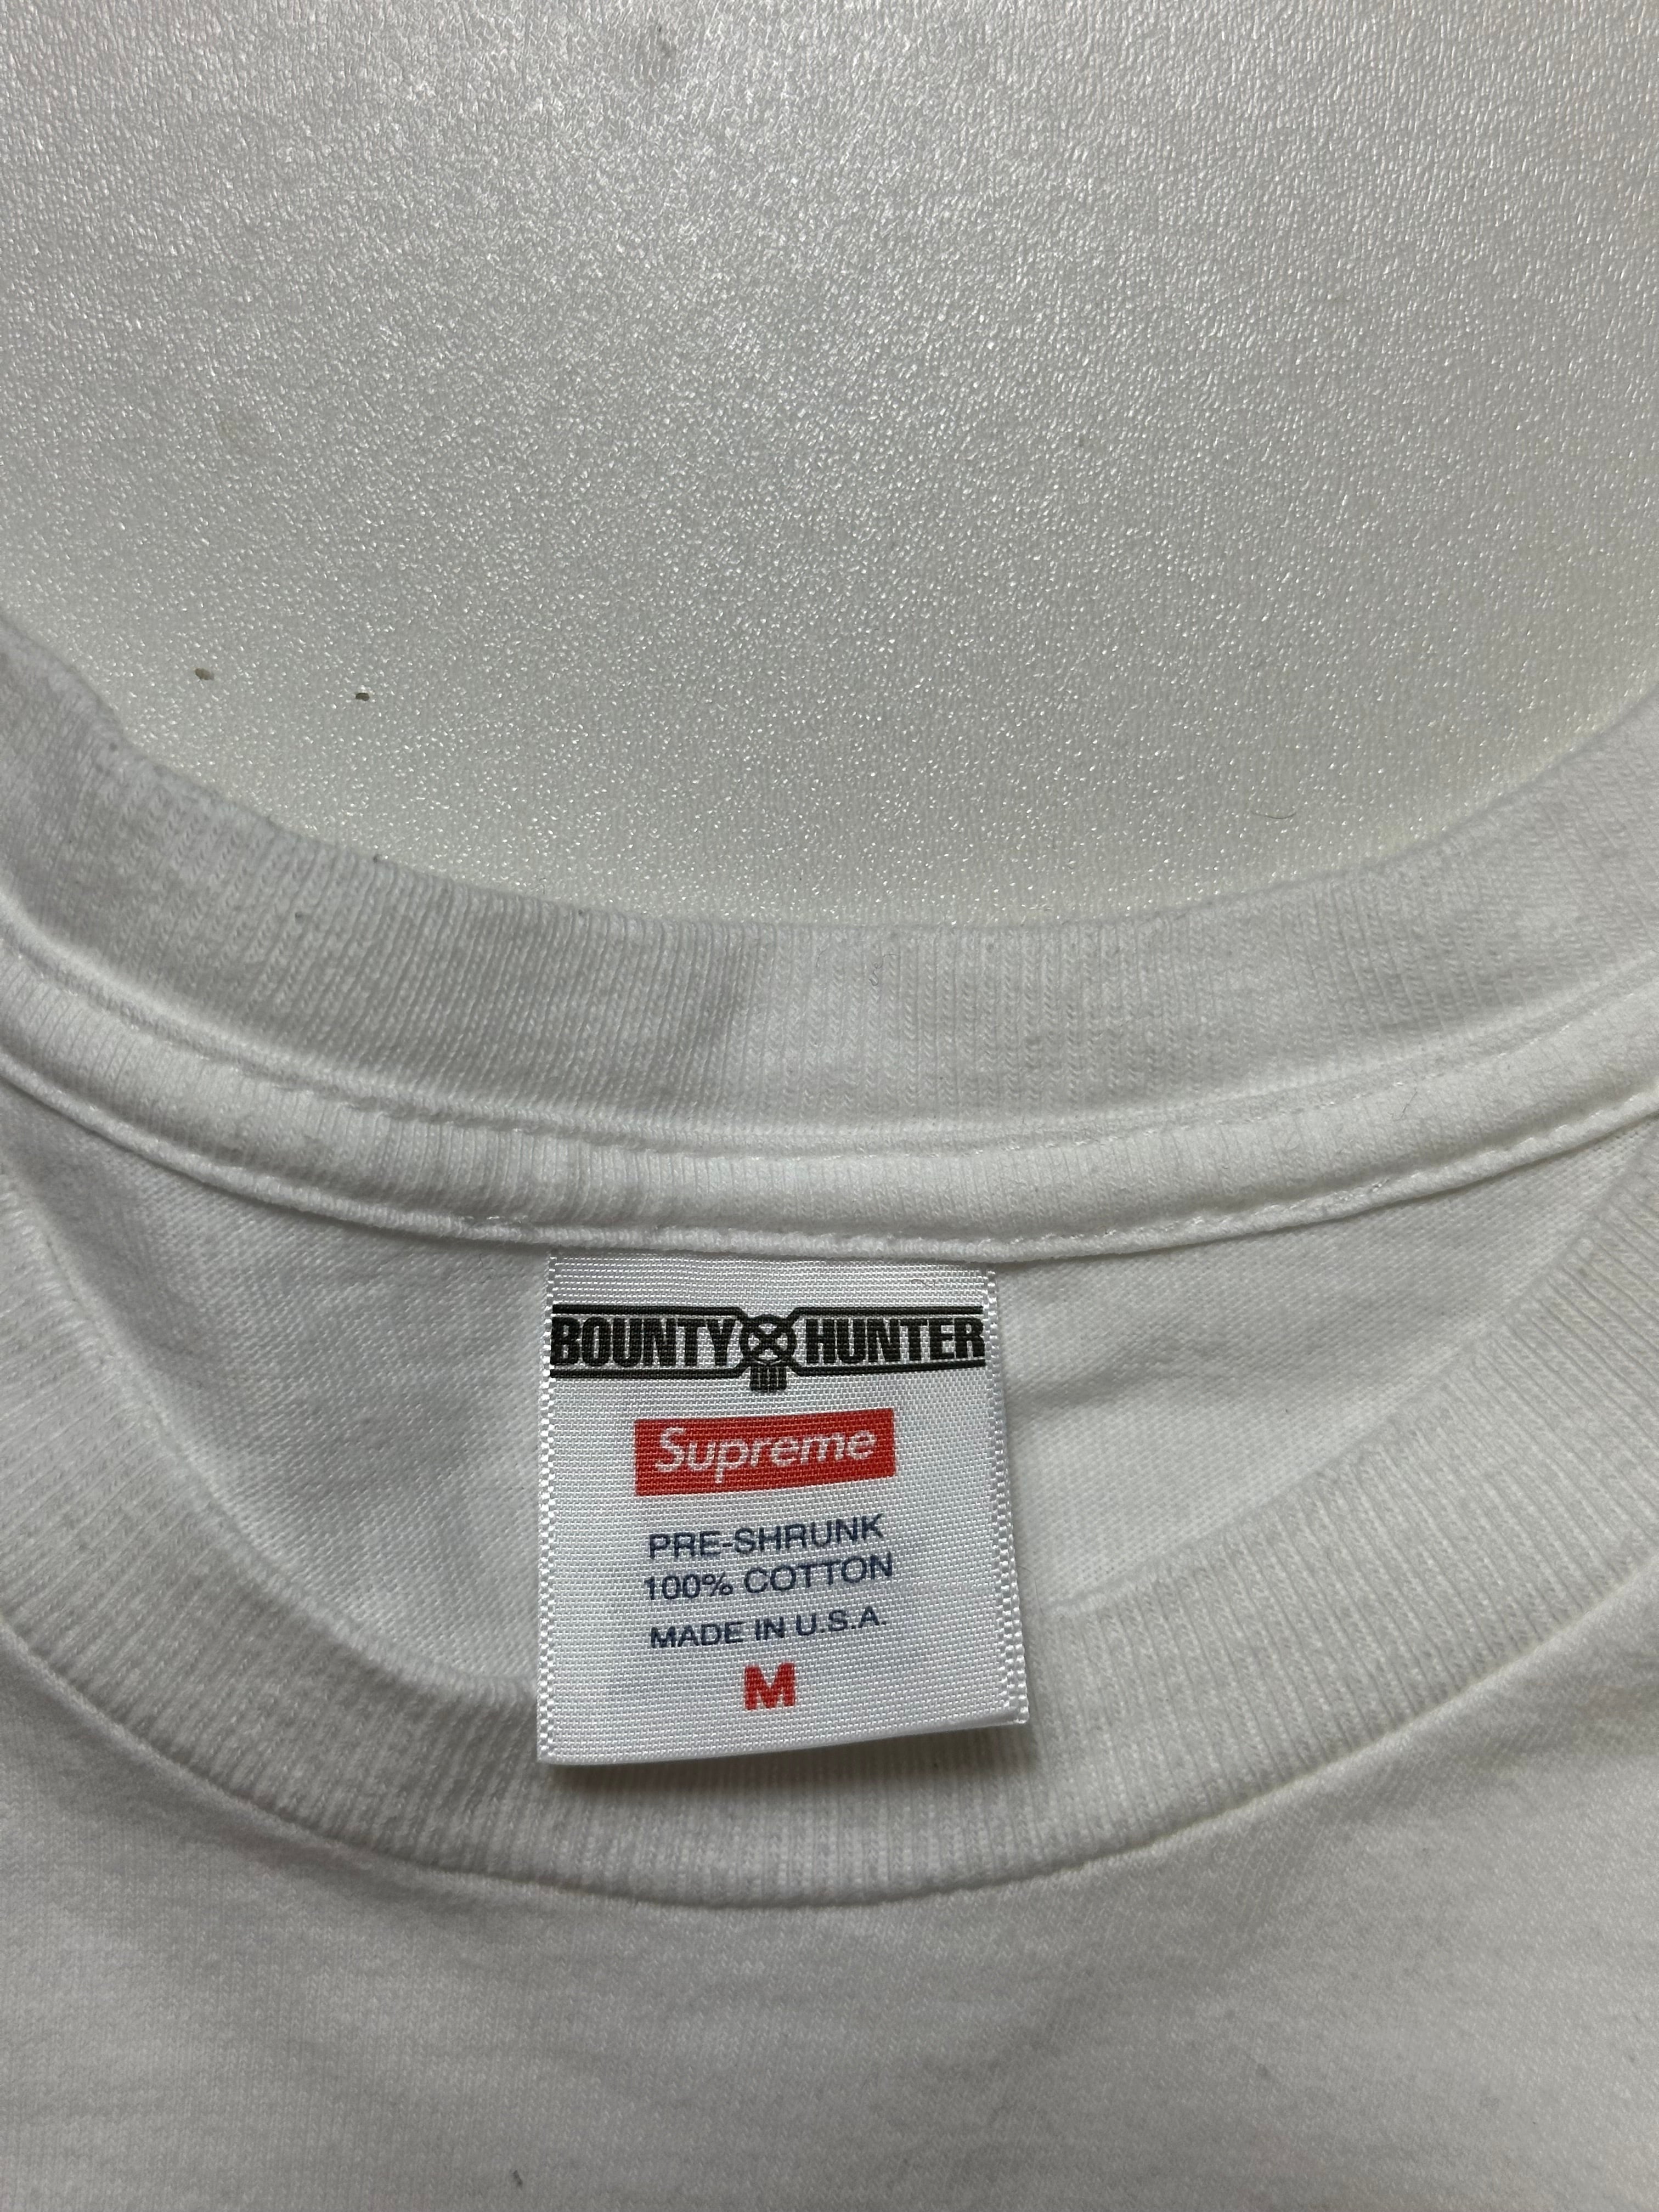 BOUNTY HUNTER
Supreme
PRE-SHRUNK
100% COTTON
MADE IN U.S.A.
M